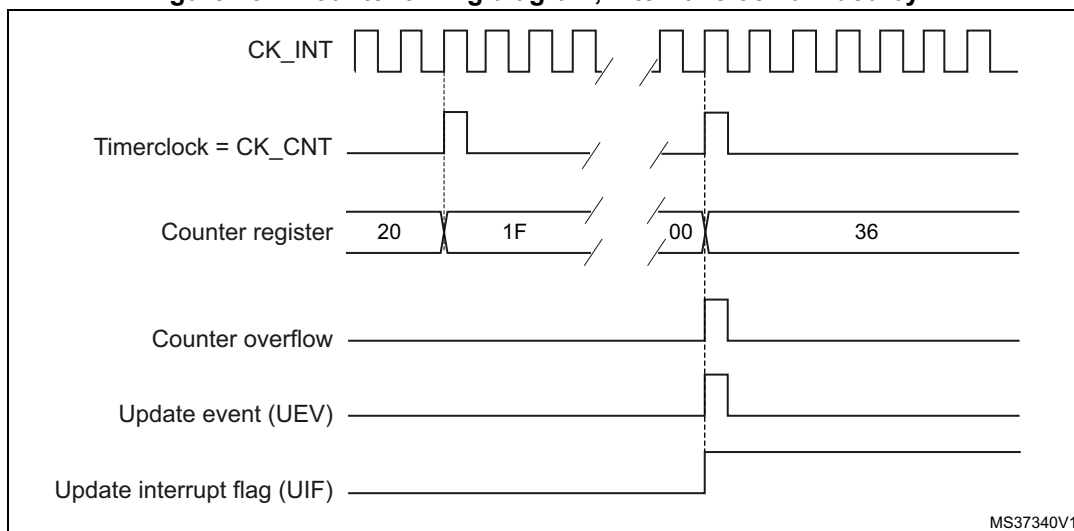 CK_INT
Timerclock = CK_CNT
Counter register 20 1F 00 36
Counter overflow
Update event (UEV)
Update interrupt flag (UIF)
MS37340V1